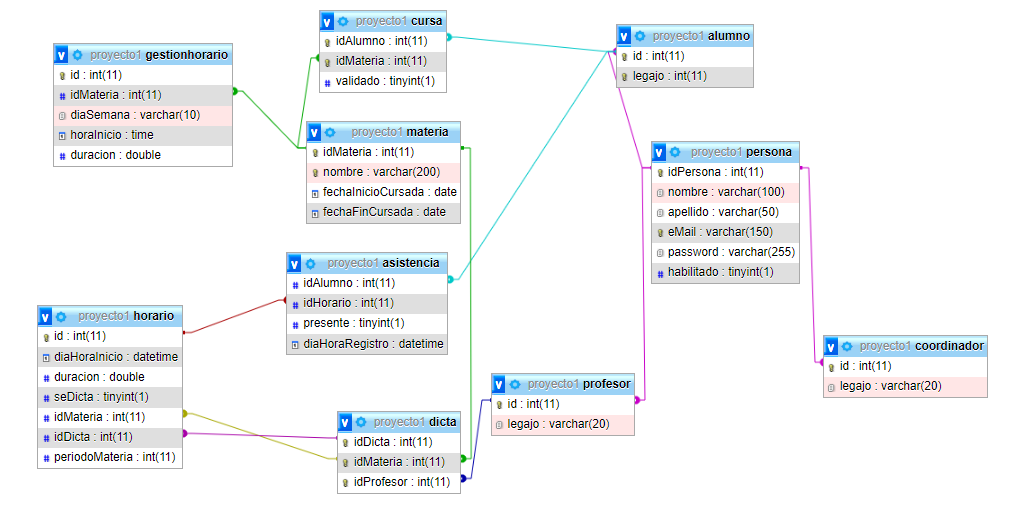 proyecto1 gestionhorario
id : int(11)
idMateria : int(11)
diaSemana : varchar(10)
horaInicio : time
duracion : double
proyecto1 cursa
idAlumno : int(11)
idMateria : int(11)
validado : tinyint(1)
proyecto1 alumno
id : int(11)
legajo : int(11)
proyecto1 materia
idMateria : int(11)
nombre : varchar(200)
fechaInicioCursada : date
fechaFinCursada : date
proyecto1 persona
idPersona : int(11)
nombre : varchar(100)
apellido : varchar(50)
eMail : varchar(150)
password : varchar(255)
habilitado : tinyint(1)
proyecto1 asistencia
idAlumno : int(11)
idHorario : int(11)
presente : tinyint(1)
diaHoraRegistro : datetime
proyecto1 horario
id : int(11)
diaHoraInicio : datetime
duracion : double
seDicta : tinyint(1)
idMateria : int(11)
idDicta : int(11)
periodoMateria : int(11)
proyecto1 coordinador
id : int(11)
legajo : varchar(20)
proyecto1 profesor
id : int(11)
legajo : varchar(20)
proyecto1 dicta
idDicta : int(11)
idMateria : int(11)
idProfesor : int(11)